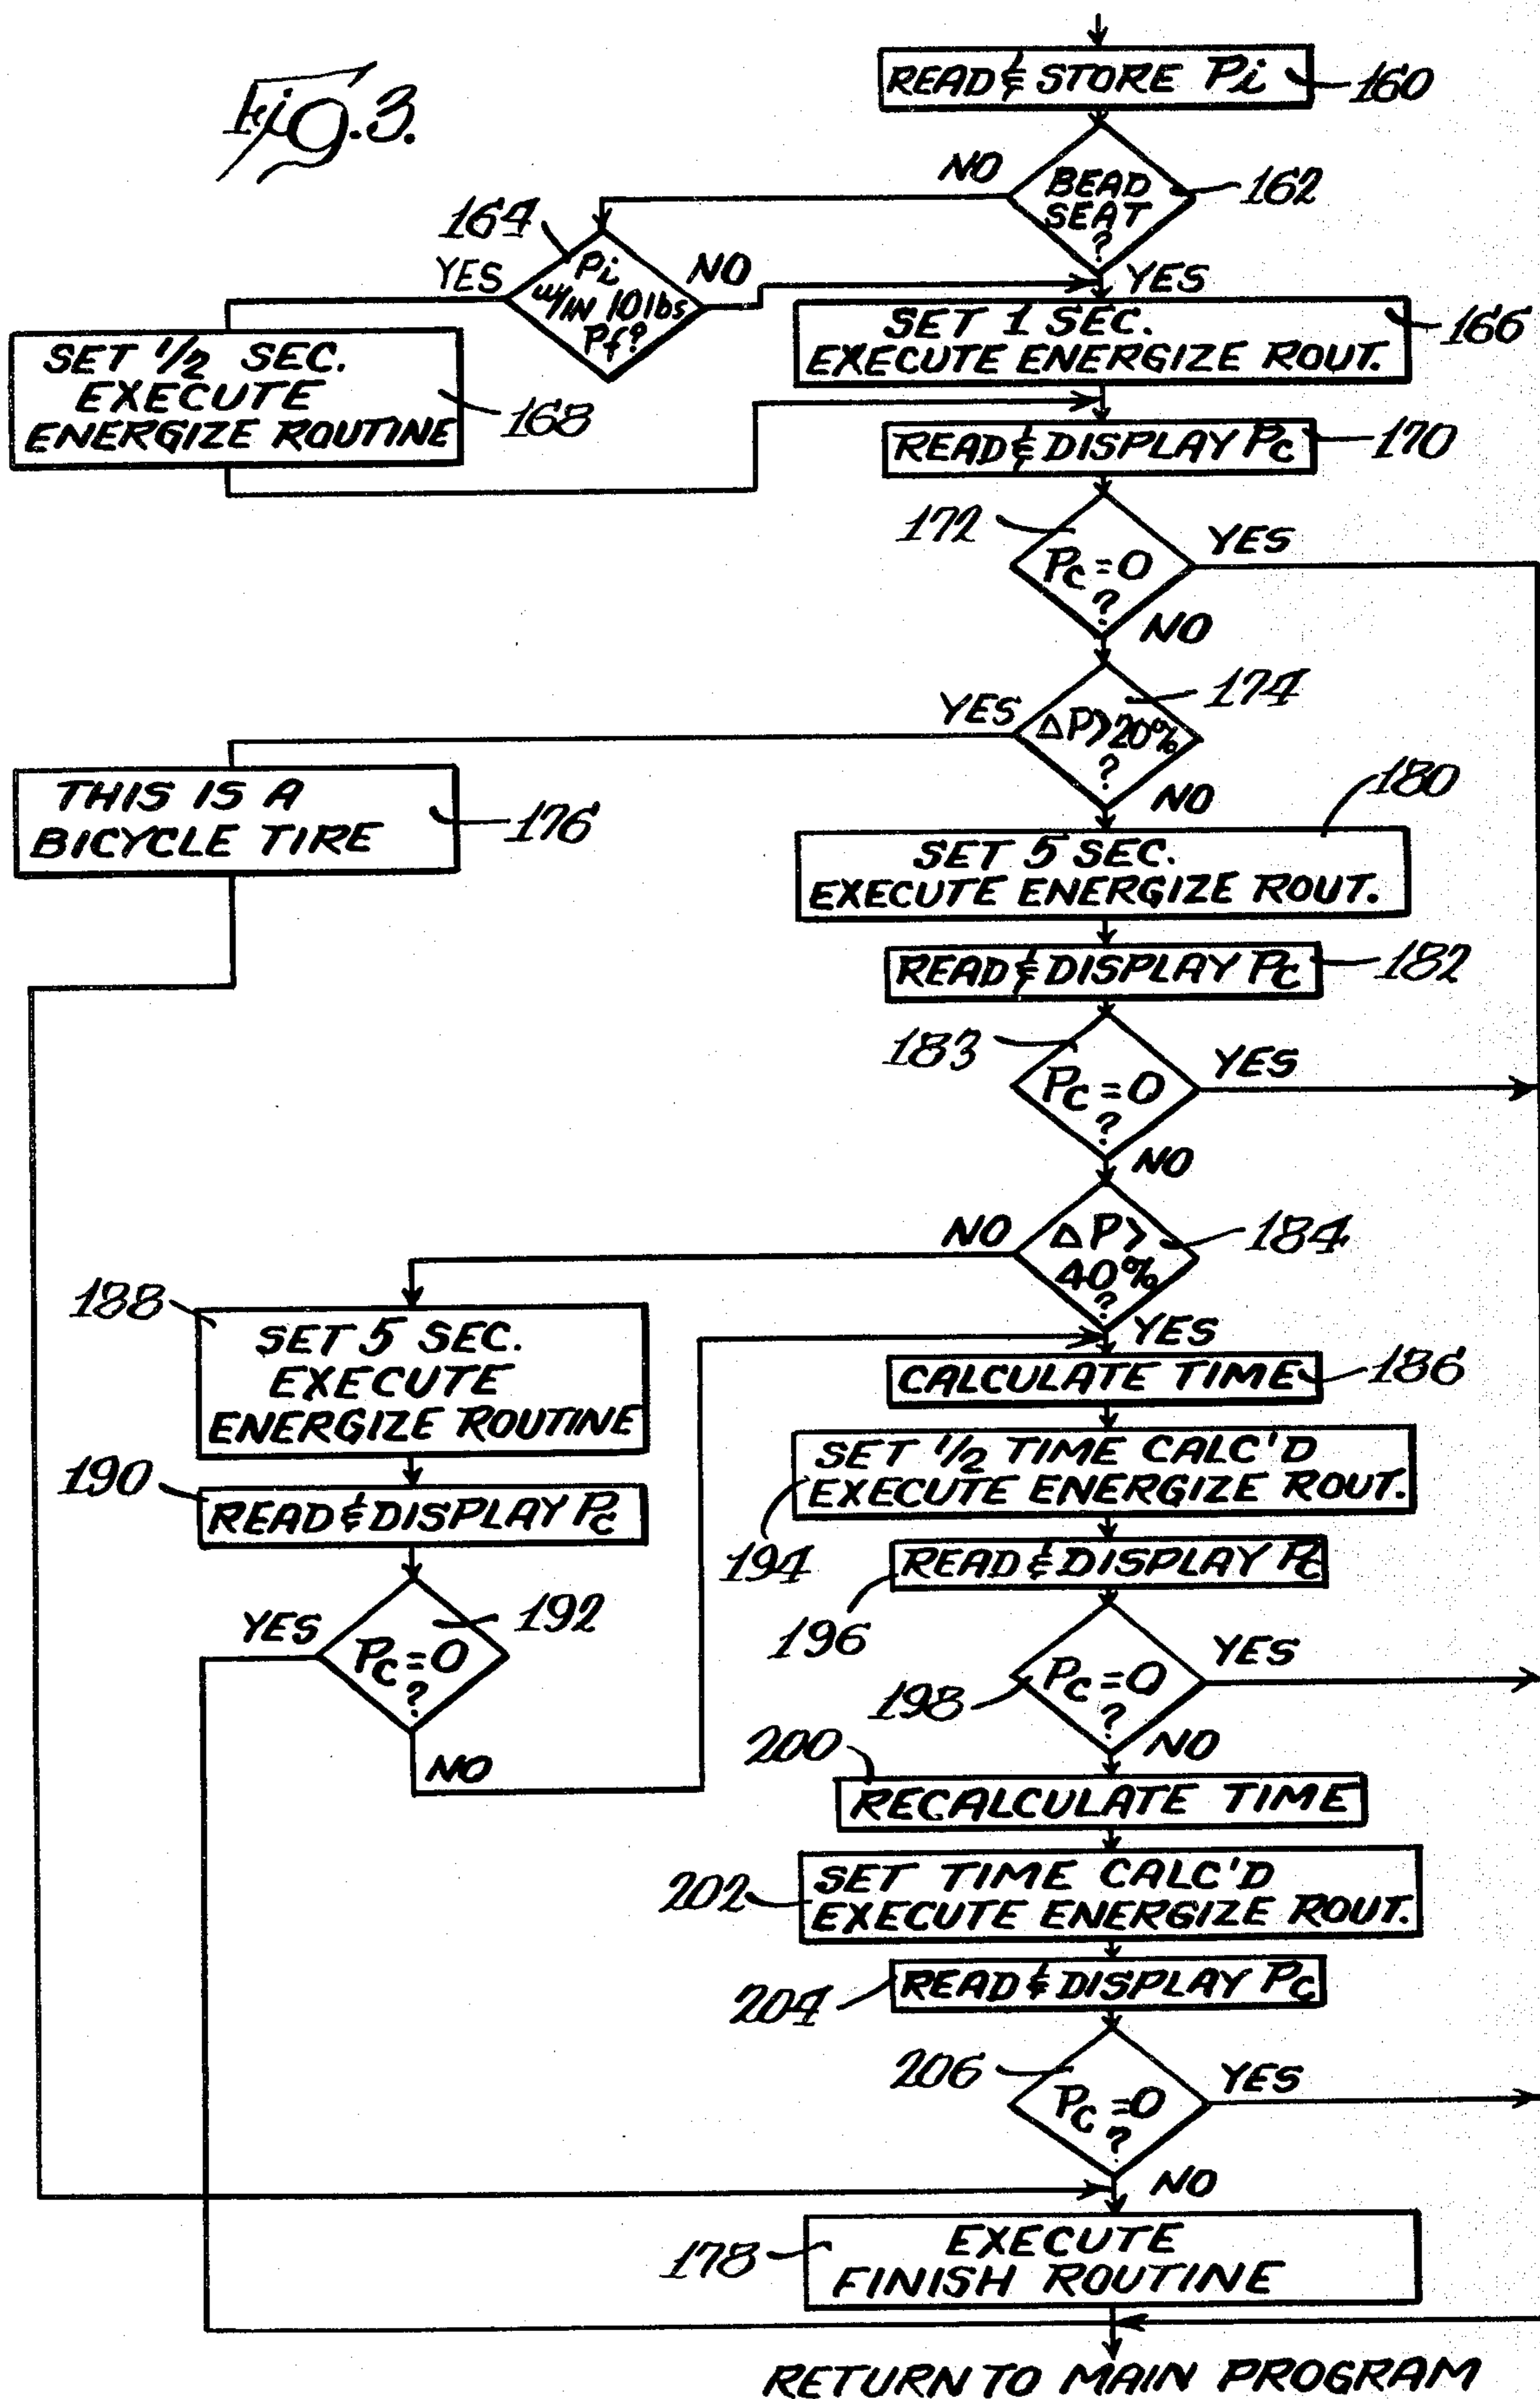 Fig. 3.
READ & STORE Pi
160
NO
BEAD
SEAT
?
162
YES
164
YES
Pi
W/IN 10 lbs
Pf?
NO
SET 1 SEC.
EXECUTE ENERGIZE ROUT.
166
SET 1/2 SEC.
EXECUTE
ENERGIZE ROUTINE
168
READ & DISPLAY Pc
170
172
Pc = 0
?
YES
NO
174
YES
ΔP>20%
?
NO
THIS IS A
BICYCLE TIRE
176
180
SET 5 SEC.
EXECUTE ENERGIZE ROUT.
READ & DISPLAY Pc
182
183
Pc = 0
?
YES
NO
NO
ΔP>
40%
?
184
YES
188
SET 5 SEC.
EXECUTE
ENERGIZE ROUTINE
CALCULATE TIME
186
SET 1/2 TIME CALC'D
EXECUTE ENERGIZE ROUT.
194
190
READ & DISPLAY Pc
READ & DISPLAY Pc
196
YES
Pc = 0
?
192
NO
198
Pc = 0
?
YES
NO
200
RECALCULATE TIME
202
SET TIME CALC'D
EXECUTE ENERGIZE ROUT.
204
READ & DISPLAY Pc
206
Pc = 0
?
YES
NO
178
EXECUTE
FINISH ROUTINE
RETURN TO MAIN PROGRAM